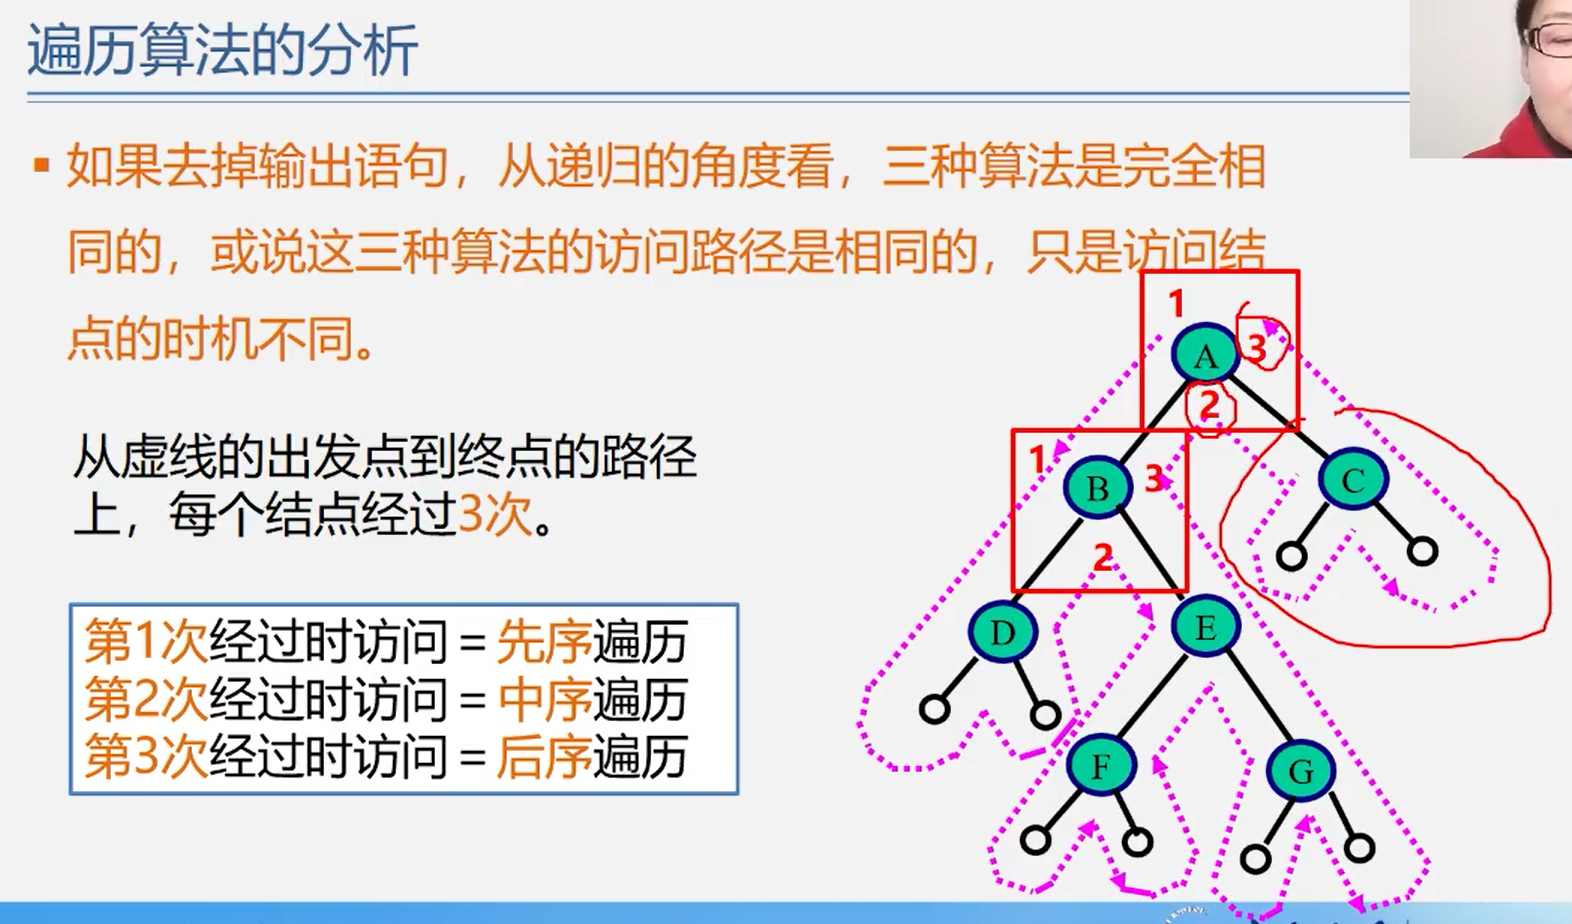 遍历算法的分析
▪ 如果去掉输出语句，从递归的角度看，三种算法是完全相
同的，或说这三种算法的访问路径是相同的，只是访问结
点的时机不同。
从虚线的出发点到终点的路径
上，每个结点经过3次。
第1次经过时访问 = 先序遍历
第2次经过时访问 = 中序遍历
第3次经过时访问 = 后序遍历
1
A 3
2
1
B 3
C
2
D E
F G